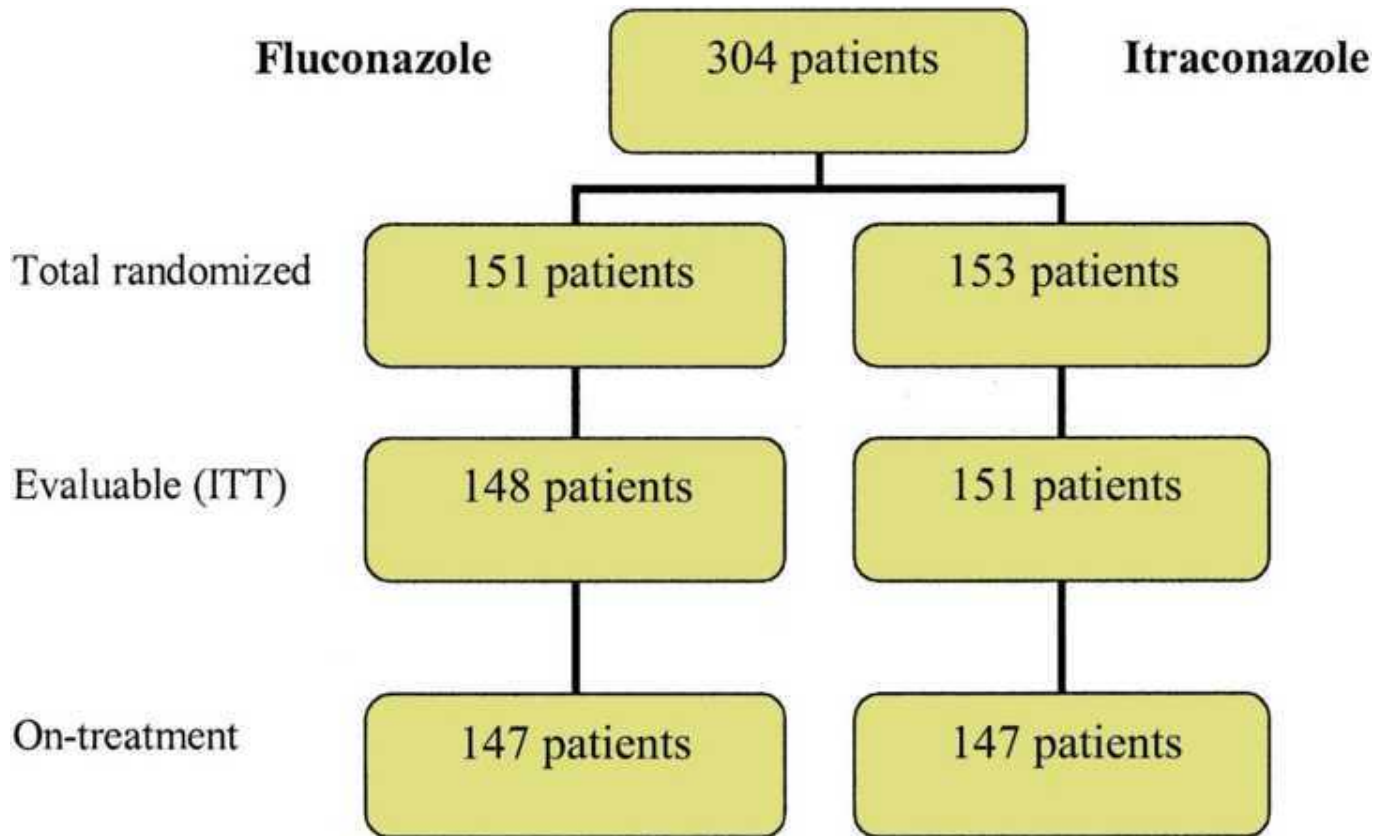 Fluconazole
304 patients
Itraconazole
Total randomized
151 patients
153 patients
Evaluable (ITT)
148 patients
151 patients
On-treatment
147 patients
147 patients